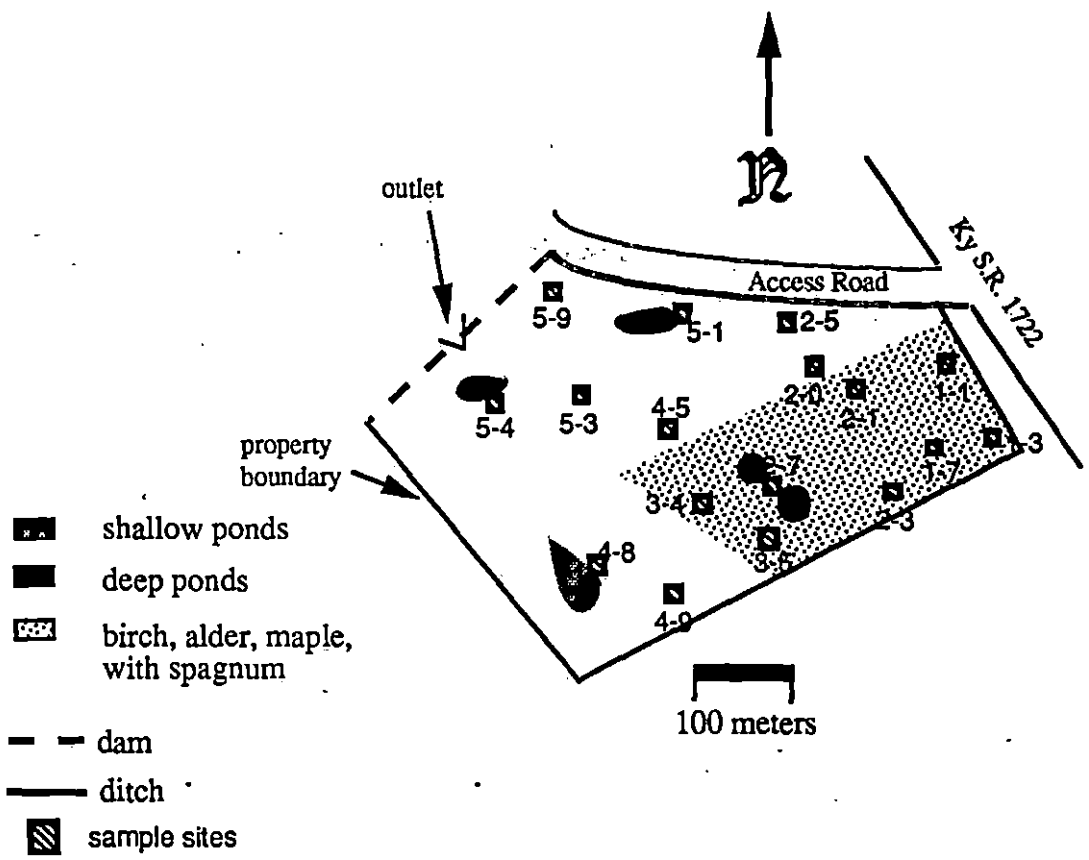 N
outlet
Ky S.R. 1722
Access Road
5-9
5-1
2-5
2-0
2-1
1-1
5-4
5-3
4-5
property
boundary
1-7
3-4
2-3
shallow ponds
4-8
deep ponds
4-9
birch, alder, maple,
with spagnum
100 meters
dam
ditch
sample sites